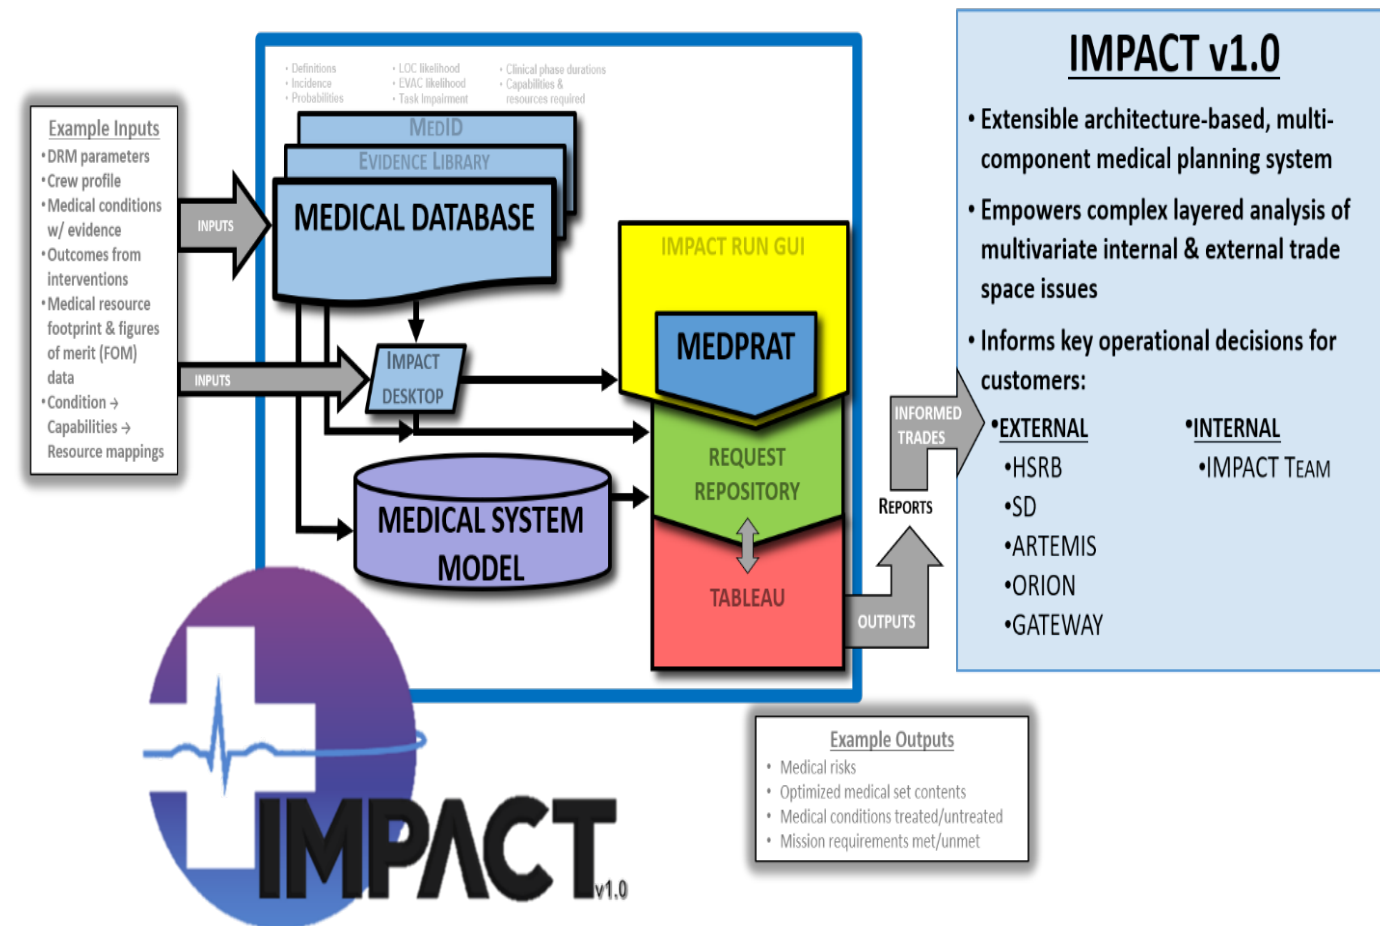 • Definitions
• Incidence
• Probabilities
• LOC likelihood
• EVAC likelihood
• Task Impairment
• Clinical phase durations
• Capabilities &
resources required
Example Inputs
•DRM parameters
•Crew profile
•Medical conditions
w/ evidence
•Outcomes from
interventions
•Medical resource
footprint & figures
of merit (FOM)
data
•Condition →
Capabilities →
Resource mappings
INPUTS
INPUTS
MEDID
EVIDENCE LIBRARY
MEDICAL DATABASE
IMPACT
DESKTOP
MEDICAL SYSTEM
MODEL
IMPACT RUN GUI
MEDPRAT
REQUEST
REPOSITORY
TABLEAU
OUTPUTS
REPORTS
INFORMED
TRADES
IMPACT v1.0
• Extensible architecture-based, multi-
component medical planning system
• Empowers complex layered analysis of
multivariate internal & external trade
space issues
• Informs key operational decisions for
customers:
•EXTERNAL
•HSRB
•SD
•ARTEMIS
•ORION
•GATEWAY
•INTERNAL
•IMPACT TEAM
Example Outputs
• Medical risks
• Optimized medical set contents
• Medical conditions treated/untreated
• Mission requirements met/unmet
IMPACT
v1.0